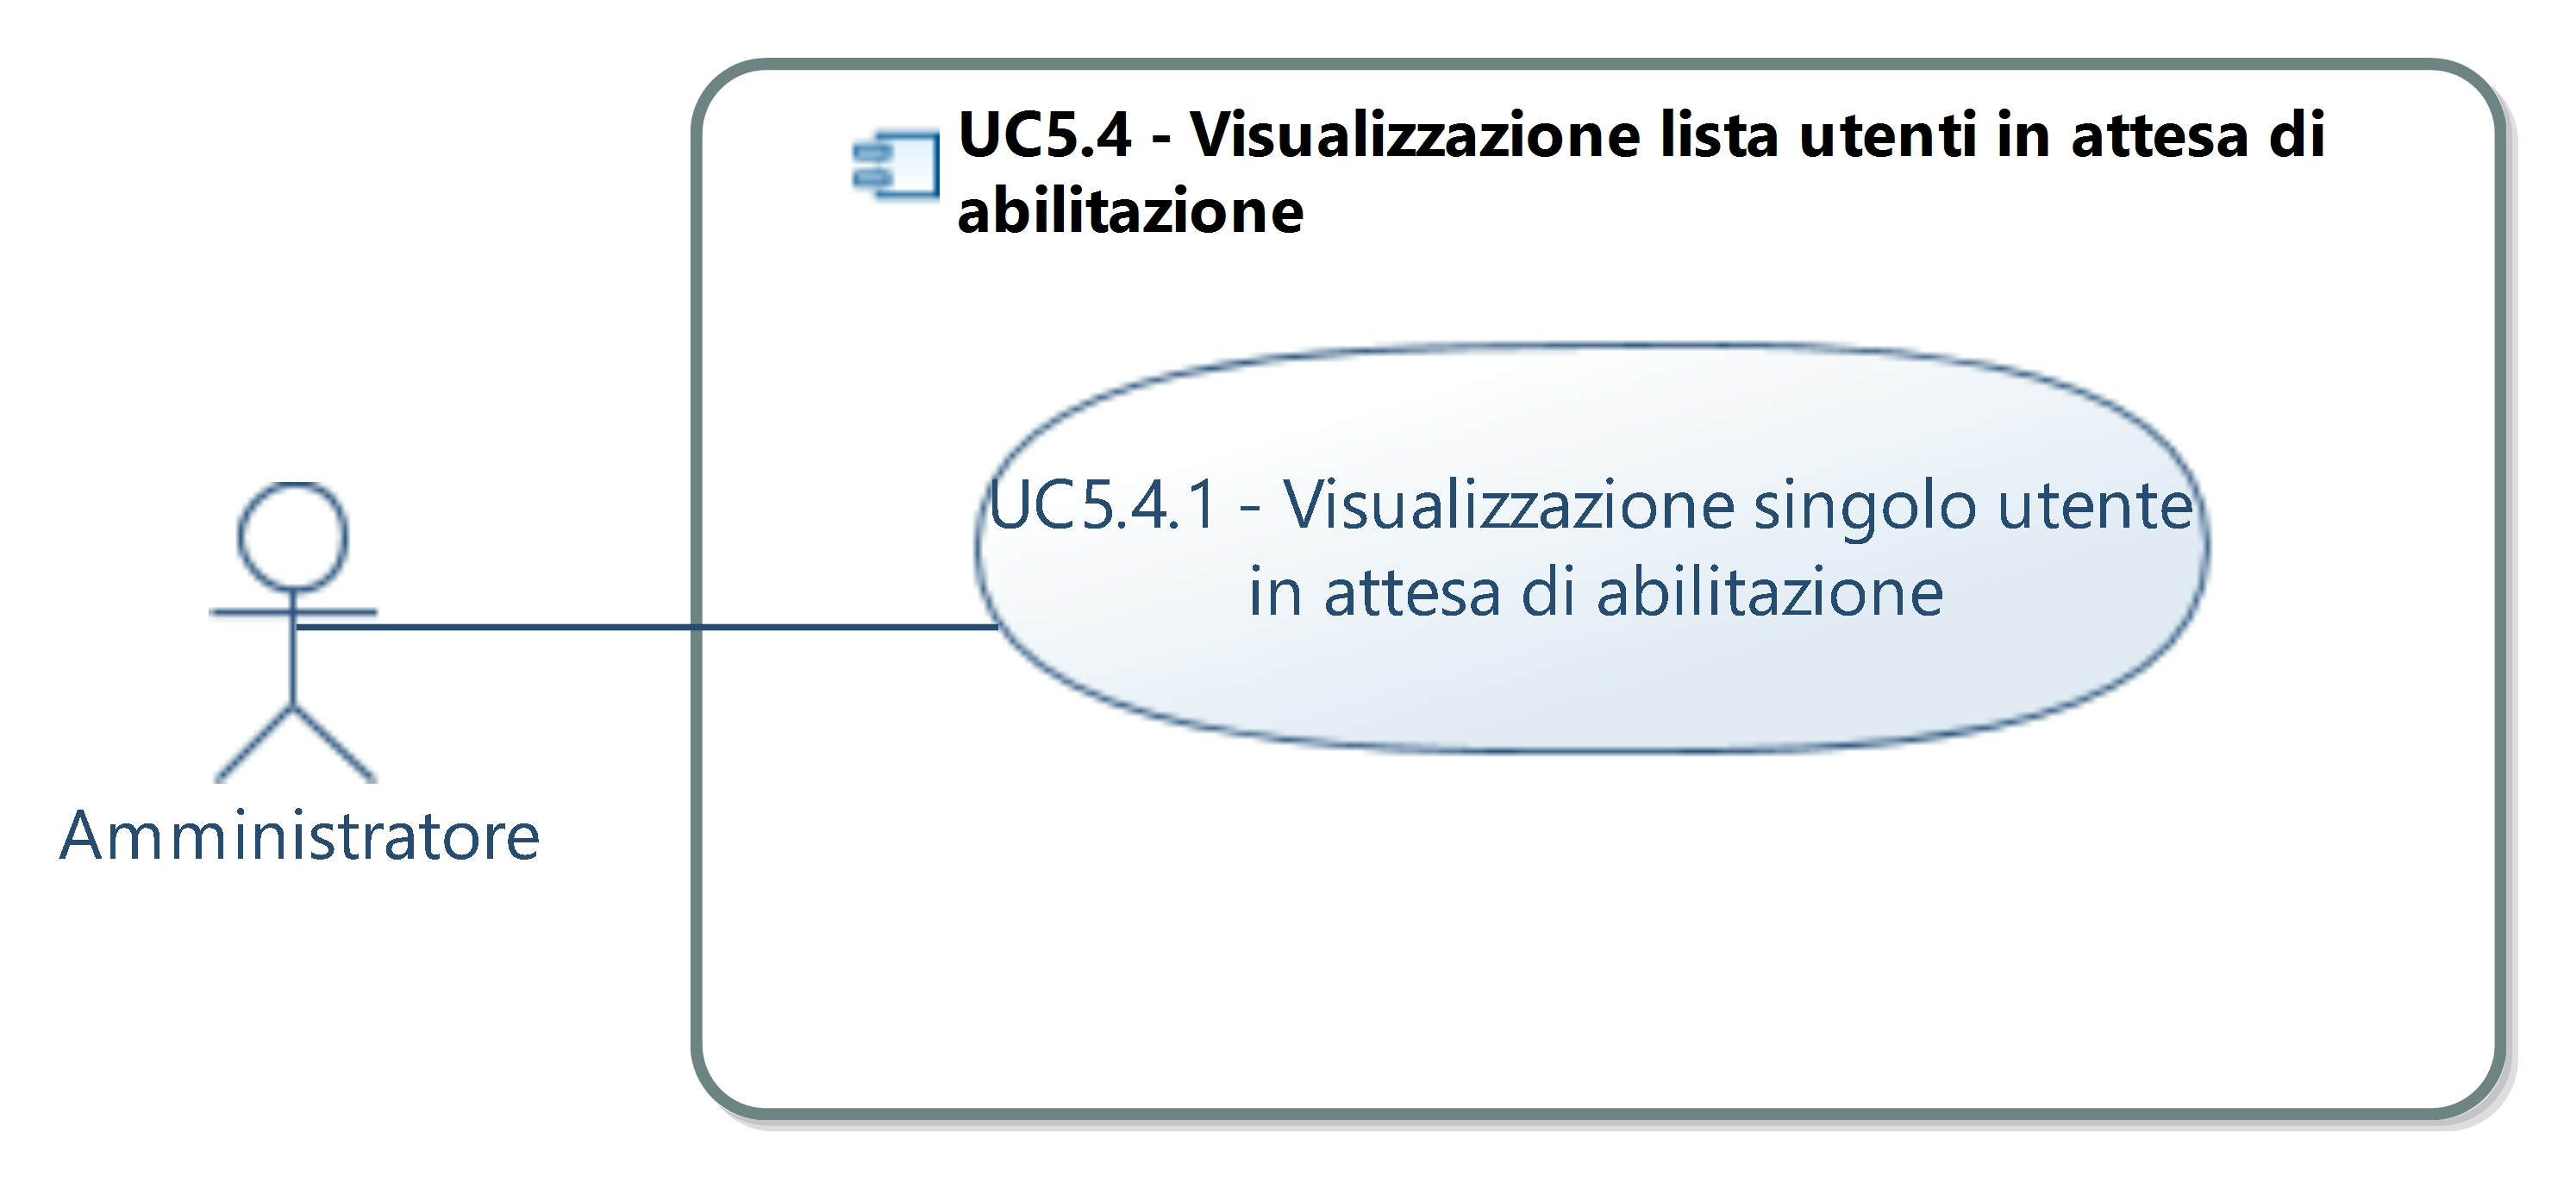 UC5.4 - Visualizzazione lista utenti in attesa di
abilitazione
UC5.4.1 - Visualizzazione singolo utente
in attesa di abilitazione
Amministratore